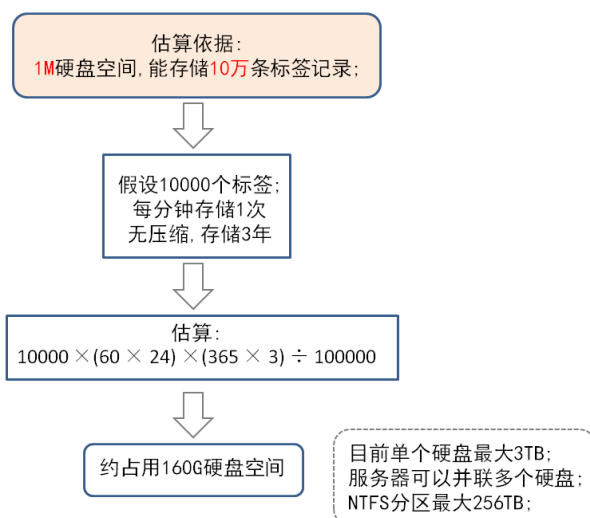 估算依据:
1M硬盘空间,能存储10万条标签记录;
假设10000个标签;
每分钟存储1次
无压缩,存储3年
估算:
10000 ×(60 × 24) ×(365 × 3) ÷ 100000
约占用160G硬盘空间
目前单个硬盘最大3TB;
服务器可以并联多个硬盘;
NTFS分区最大256TB;